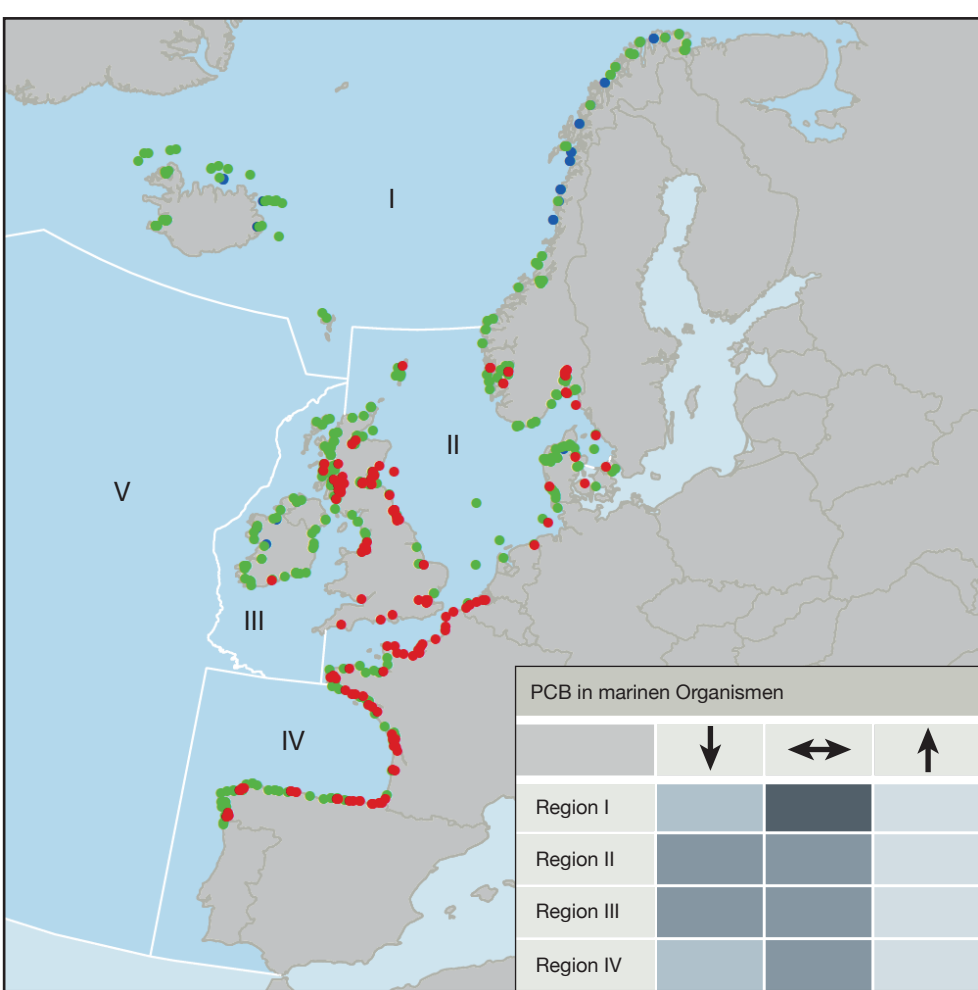 I
II
V
III
IV
PCB in marinen Organismen
Region I
Region II
Region III
Region IV